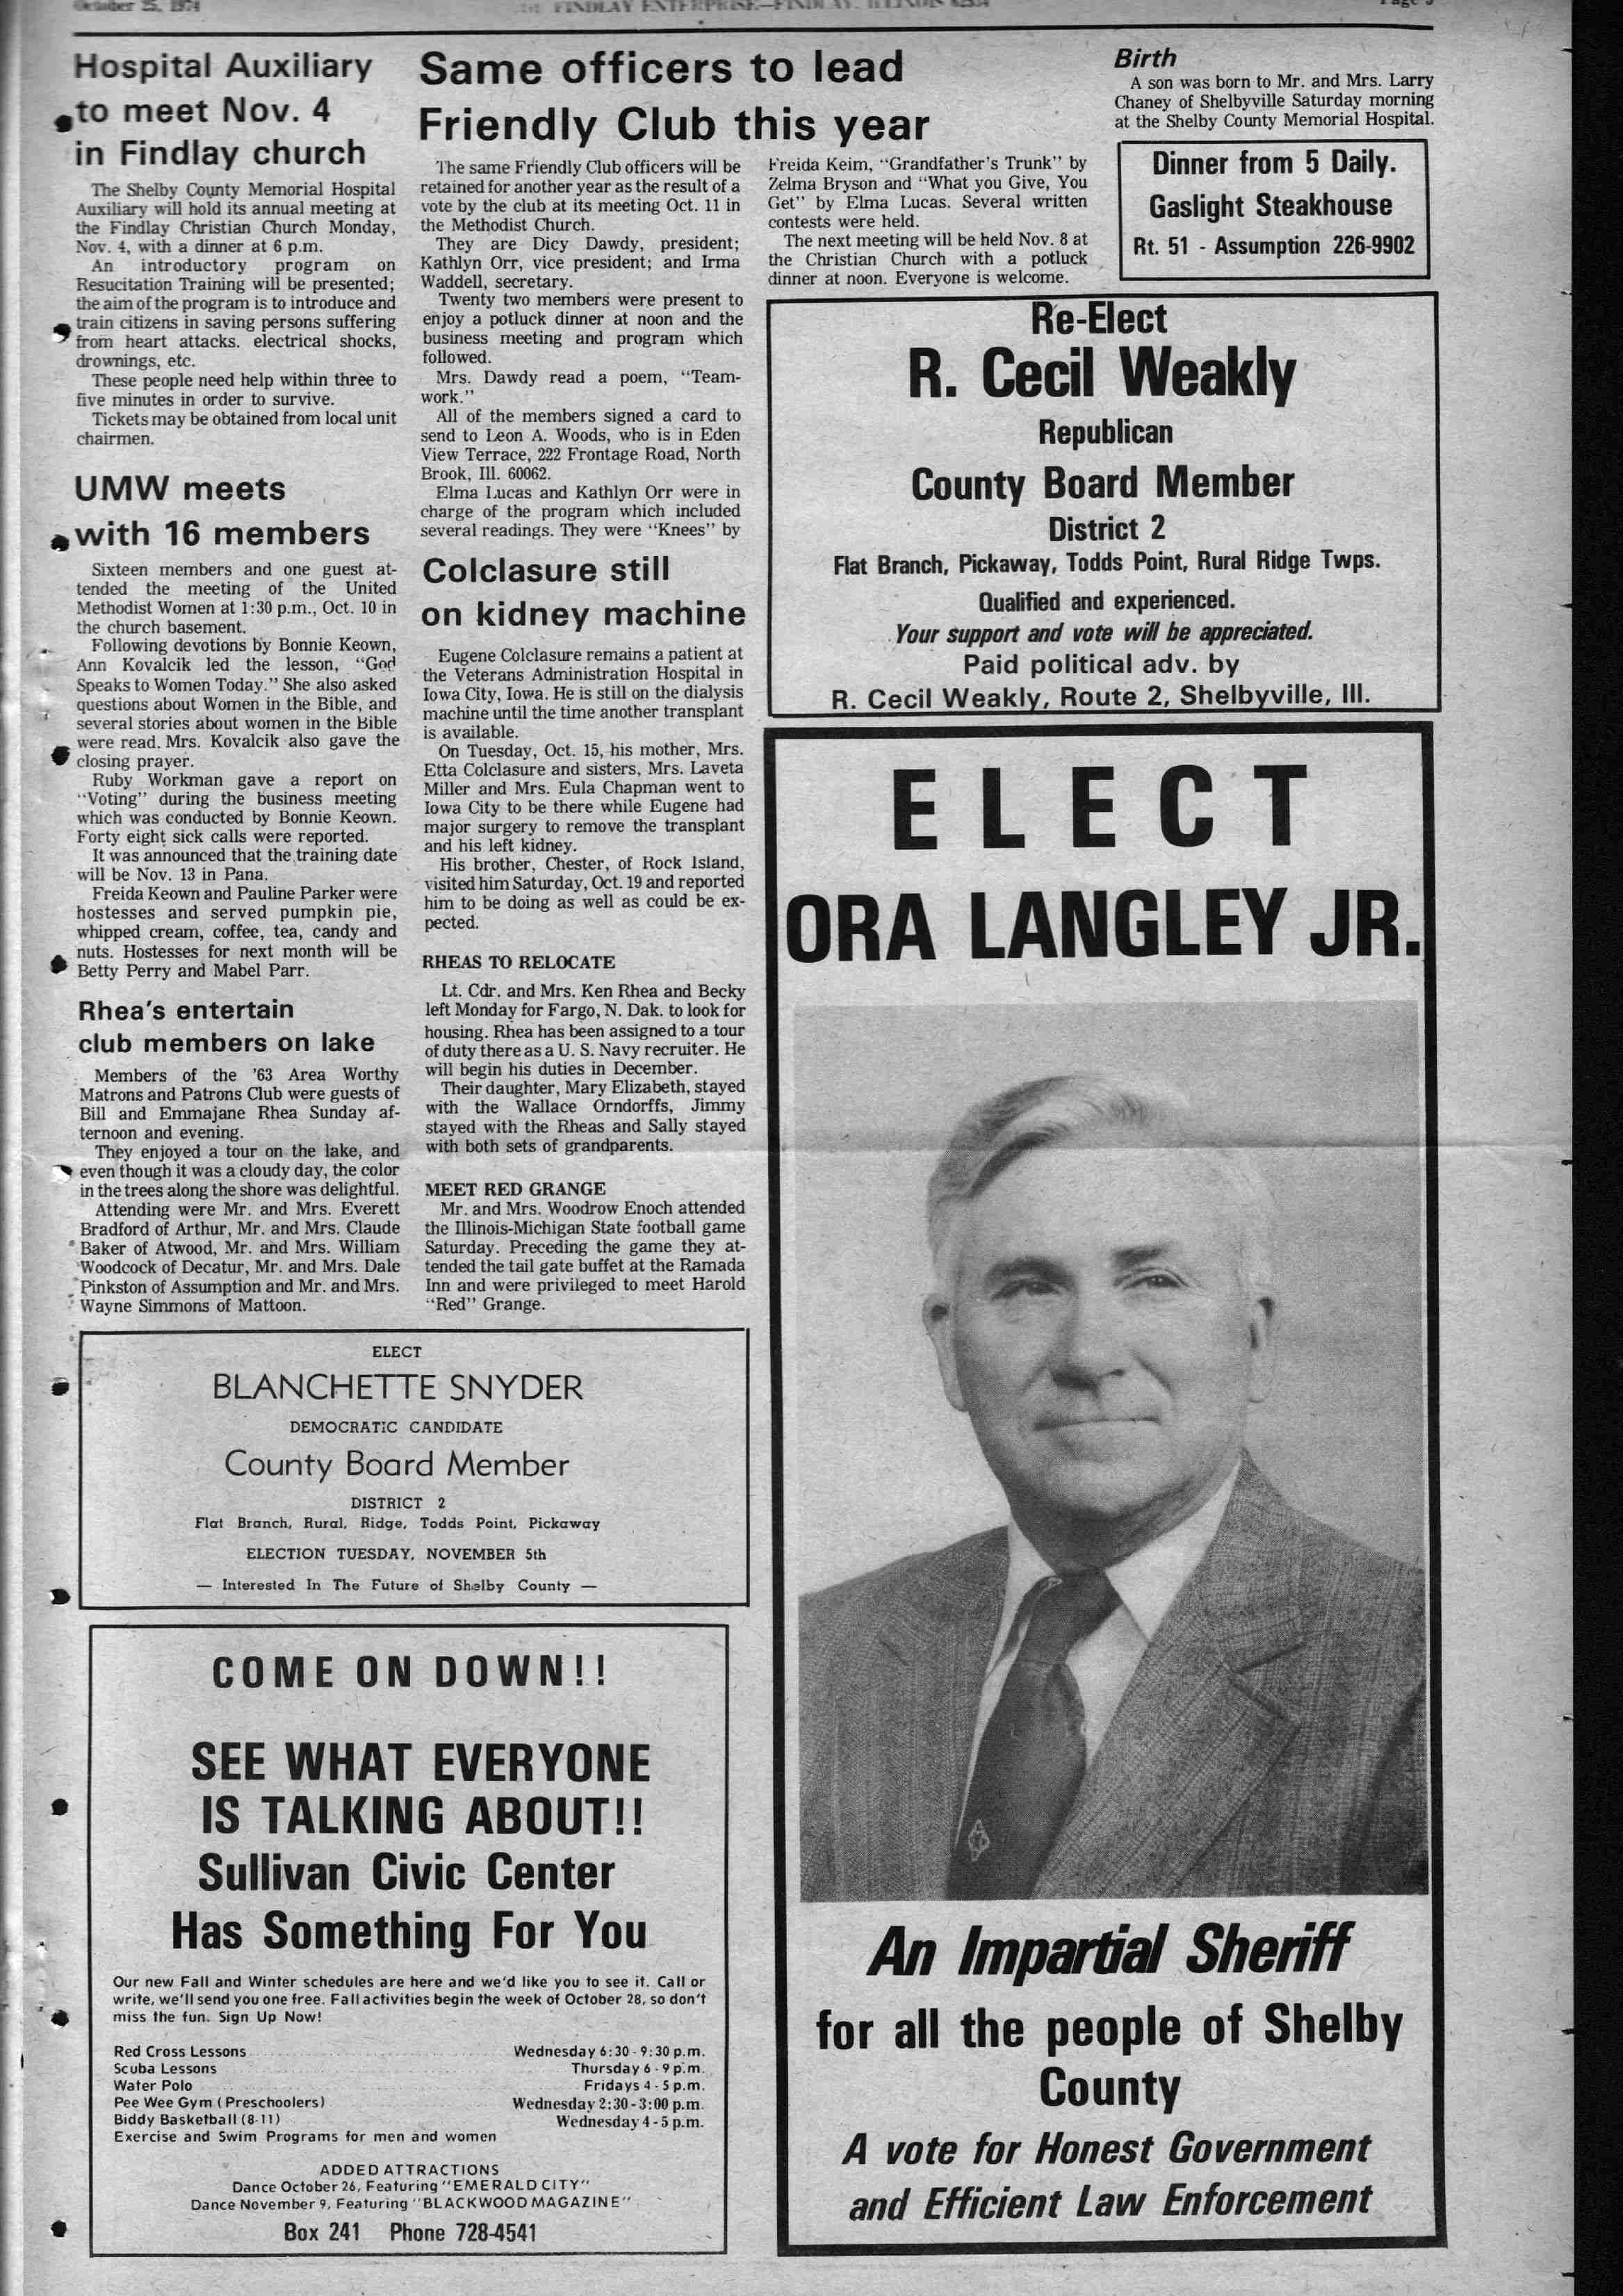 October 25, 1974
THE FINDLAY ENTERPRISE—FINDLAY, ILLINOIS 62534
Page 5
Hospital Auxiliary
to meet Nov. 4
in Findlay church
The Shelby County Memorial Hospital
Auxiliary will hold its annual meeting at
the Findlay Christian Church Monday,
Nov. 4, with a dinner at 6 p.m.
An introductory program on
Resucitation Training will be presented;
the aim of the program is to introduce and
train citizens in saving persons suffering
from heart attacks. electrical shocks,
drownings, etc.
These people need help within three to
five minutes in order to survive.
Tickets may be obtained from local unit
chairmen.
UMW meets
with 16 members
Sixteen members and one guest at-
tended the meeting of the United
Methodist Women at 1:30 p.m., Oct. 10 in
the church basement.
Following devotions by Bonnie Keown,
Ann Kovalcik led the lesson, "God
Speaks to Women Today." She also asked
questions about Women in the Bible, and
several stories about women in the Bible
were read. Mrs. Kovalcik also gave the
closing prayer.
Ruby Workman gave a report on
"Voting" during the business meeting
which was conducted by Bonnie Keown.
Forty eight sick calls were reported.
It was announced that the training date
will be Nov. 13 in Pana.
Freida Keown and Pauline Parker were
hostesses and served pumpkin pie,
whipped cream, coffee, tea, candy and
nuts. Hostesses for next month will be
Betty Perry and Mabel Parr.
Rhea's entertain
club members on lake
Members of the '63 Area Worthy
Matrons and Patrons Club were guests of
Bill and Emmajane Rhea Sunday af-
ternoon and evening.
They enjoyed a tour on the lake, and
even though it was a cloudy day, the color
in the trees along the shore was delightful.
Attending were Mr. and Mrs. Everett
Bradford of Arthur, Mr. and Mrs. Claude
Baker of Atwood, Mr. and Mrs. William
Woodcock of Decatur, Mr. and Mrs. Dale
Pinkston of Assumption and Mr. and Mrs.
Wayne Simmons of Mattoon.
Same officers to lead
Friendly Club this year
The same Friendly Club officers will be
retained for another year as the result of a
vote by the club at its meeting Oct. 11 in
the Methodist Church.
They are Dicy Dawdy, president;
Kathlyn Orr, vice president; and Irma
Waddell, secretary.
Twenty two members were present to
enjoy a potluck dinner at noon and the
business meeting and program which
followed.
Mrs. Dawdy read a poem, "Team-
work."
All of the members signed a card to
send to Leon A. Woods, who is in Eden
View Terrace, 222 Frontage Road, North
Brook, Ill. 60062.
Elma Lucas and Kathlyn Orr were in
charge of the program which included
several readings. They were "Knees" by
Freida Keim, "Grandfather's Trunk" by
Zelma Bryson and "What you Give, You
Get" by Elma Lucas. Several written
contests were held.
The next meeting will be held Nov. 8 at
the Christian Church with a potluck
dinner at noon. Everyone is welcome.
Colclasure still
on kidney machine
Eugene Colclasure remains a patient at
the Veterans Administration Hospital in
Iowa City, Iowa. He is still on the dialysis
machine until the time another transplant
is available.
On Tuesday, Oct. 15, his mother, Mrs.
Etta Colclasure and sisters, Mrs. Laveta
Miller and Mrs. Eula Chapman went to
Iowa City to be there while Eugene had
major surgery to remove the transplant
and his left kidney.
His brother, Chester, of Rock Island,
visited him Saturday, Oct. 19 and reported
him to be doing as well as could be ex-
pected.
RHEAS TO RELOCATE
Lt. Cdr. and Mrs. Ken Rhea and Becky
left Monday for Fargo, N. Dak. to look for
housing. Rhea has been assigned to a tour
of duty there as a U. S. Navy recruiter. He
will begin his duties in December.
Their daughter, Mary Elizabeth, stayed
with the Wallace Orndorffs, Jimmy
stayed with the Rheas and Sally stayed
with both sets of grandparents.
MEET RED GRANGE
Mr. and Mrs. Woodrow Enoch attended
the Illinois-Michigan State football game
Saturday. Preceding the game they at-
tended the tail gate buffet at the Ramada
Inn and were privileged to meet Harold
"Red" Grange.
Birth
A son was born to Mr. and Mrs. Larry
Chaney of Shelbyville Saturday morning
at the Shelby County Memorial Hospital.
Dinner from 5 Daily.
Gaslight Steakhouse
Rt. 51 - Assumption 226-9902
Re-Elect
R. Cecil Weakly
Republican
County Board Member
District 2
Flat Branch, Pickaway, Todds Point, Rural Ridge Twps.
Qualified and experienced.
Your support and vote will be appreciated.
Paid political adv. by
R. Cecil Weakly, Route 2, Shelbyville, Ill.
ELECT
ORA LANGLEY JR.
An Impartial Sheriff
for all the people of Shelby
County
A vote for Honest Government
and Efficient Law Enforcement
ELECT
BLANCHETTE SNYDER
DEMOCRATIC CANDIDATE
County Board Member
DISTRICT 2
Flat Branch, Rural, Ridge, Todds Point, Pickaway
ELECTION TUESDAY, NOVEMBER 5th
— Interested In The Future of Shelby County —
COME ON DOWN!!
SEE WHAT EVERYONE
IS TALKING ABOUT!!
Sullivan Civic Center
Has Something For You
Our new Fall and Winter schedules are here and we'd like you to see it. Call or
write, we'll send you one free. Fall activities begin the week of October 28, so don't
miss the fun. Sign Up Now!
Red Cross Lessons Wednesday 6:30 - 9:30 p.m.
Scuba Lessons Thursday 6 - 9 p.m.
Water Polo Fridays 4 - 5 p.m.
Pee Wee Gym (Preschoolers) Wednesday 2:30 - 3:00 p.m.
Biddy Basketball (8-11) Wednesday 4 - 5 p.m.
Exercise and Swim Programs for men and women
ADDED ATTRACTIONS
Dance October 26, Featuring "EMERALD CITY"
Dance November 9, Featuring "BLACKWOOD MAGAZINE"
Box 241 Phone 728-4541